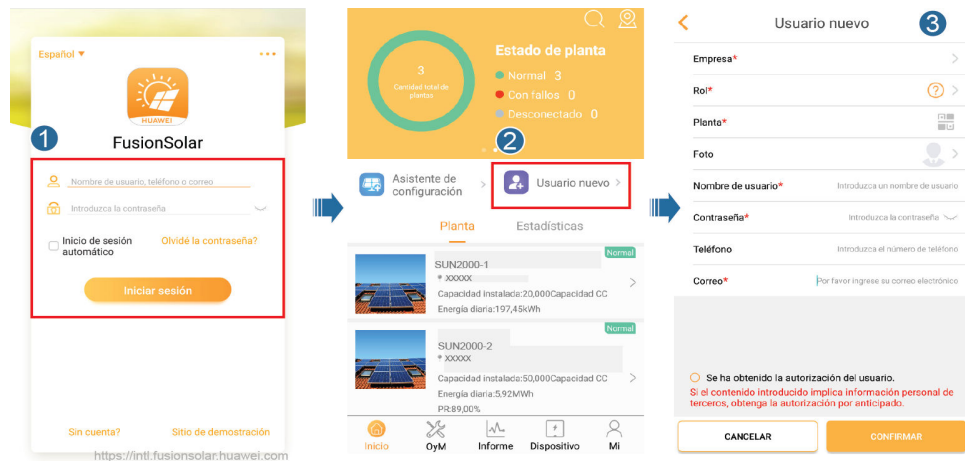 Español
HUAWEI
1
FusionSolar
Nombre de usuario, teléfono o correo
Introduzca la contraseña
Inicio de sesión
automático
Olvidé la contraseña?
Iniciar sesión
Sin cuenta?
Sitio de demostración
https://intl.fusionsolar.huawei.com
Estado de planta
3
Cantidad total de
plantas
Normal 3
Con fallos 0
Desconectado 0
2
Asistente de
configuración
Usuario nuevo
Planta
Estadísticas
Normal
SUN2000-1
* XXXXX
Capacidad instalada:20,000Capacidad CC
Energía diaria:197,45kWh
Normal
SUN2000-2
* XXXXX
Capacidad instalada:50,000Capacidad CC
Energía diaria:5.92MWh
PR:89,00%
Inicio
OyM
Informe
Dispositivo
Mi
Usuario nuevo
3
Empresa*
Rol*
Planta*
Foto
Nombre de usuario*
Introduzca un nombre de usuario
Contraseña*
Introduzca la contraseña
Teléfono
Introduzca el número de teléfono
Correo*
Por favor ingrese su correo electrónico
Se ha obtenido la autorización del usuario.
Si el contenido introducido implica información personal de
terceros, obtenga la autorización por anticipado.
CANCELAR
CONFIRMAR